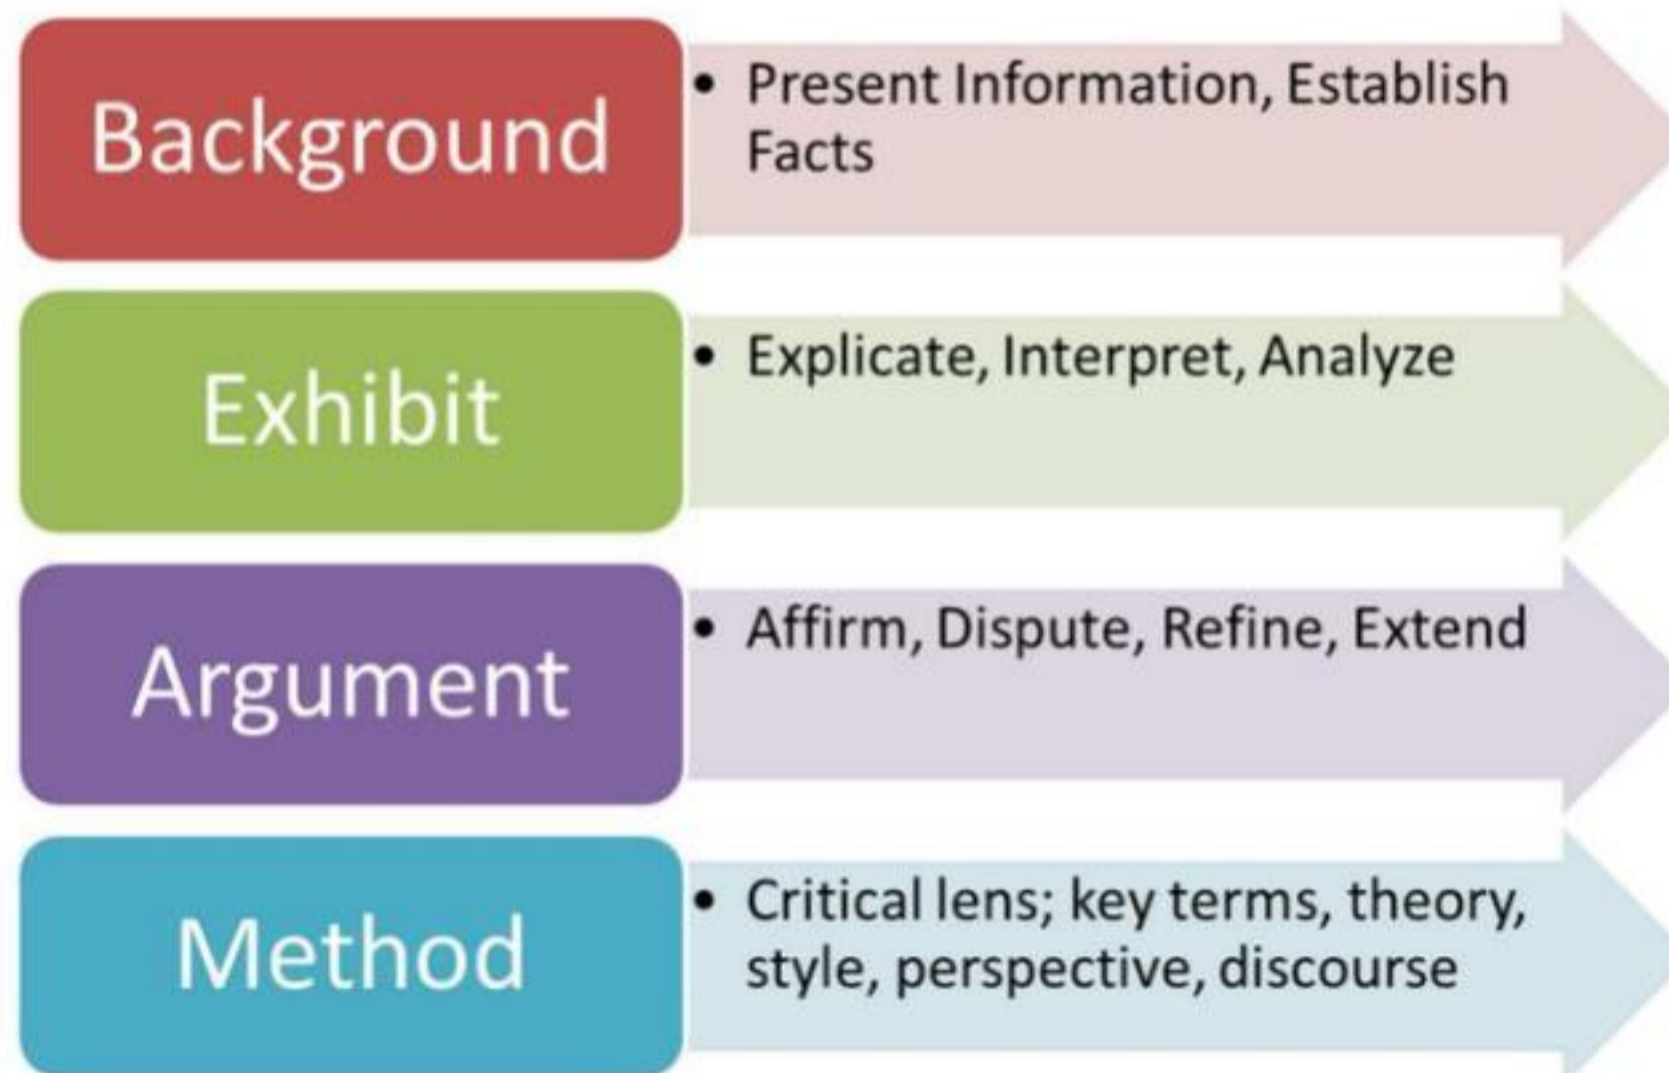 Background
• Present Information, Establish
Facts
Exhibit
• Explicate, Interpret, Analyze
Argument
• Affirm, Dispute, Refine, Extend
Method
• Critical lens; key terms, theory,
style, perspective, discourse